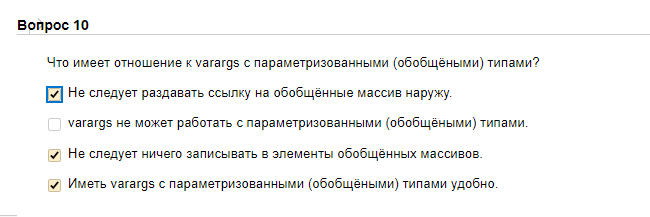 Вопрос 10
Что имеет отношение к varargs с параметризованными (обобщёными) типами?
Не следует раздавать ссылку на обобщённые массив наружу.
varargs не может работать с параметризованными (обобщёными) типами.
Не следует ничего записывать в элементы обобщённых массивов.
Иметь varargs с параметризованными (обобщёными) типами удобно.